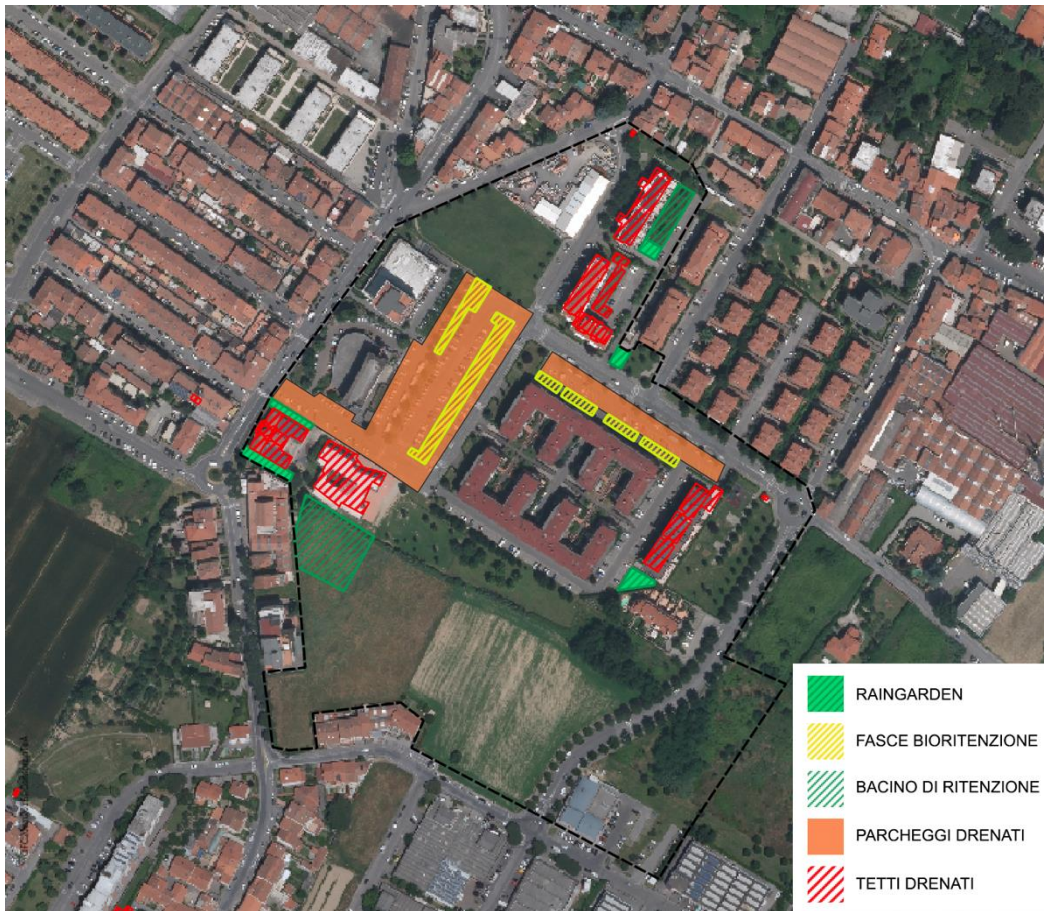 RAINGARDEN
FASCE BIORITENZIONE
BACINO DI RITENZIONE
PARCHEGGI DRENATI
TETTI DRENATI